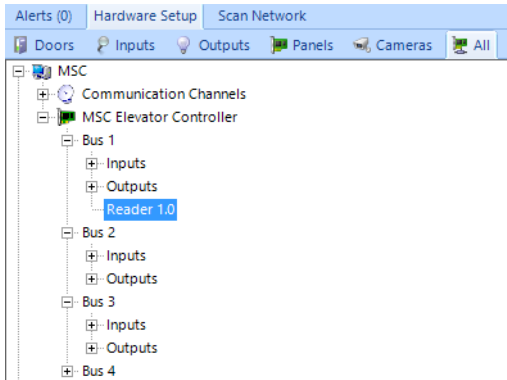 Alerts (0) Hardware Setup Scan Network
Doors Inputs Outputs Panels Cameras All
MSC
Communication Channels
MSC Elevator Controller
Bus 1
Inputs
Outputs
Reader 1.0
Bus 2
Inputs
Outputs
Bus 3
Inputs
Outputs
Bus 4